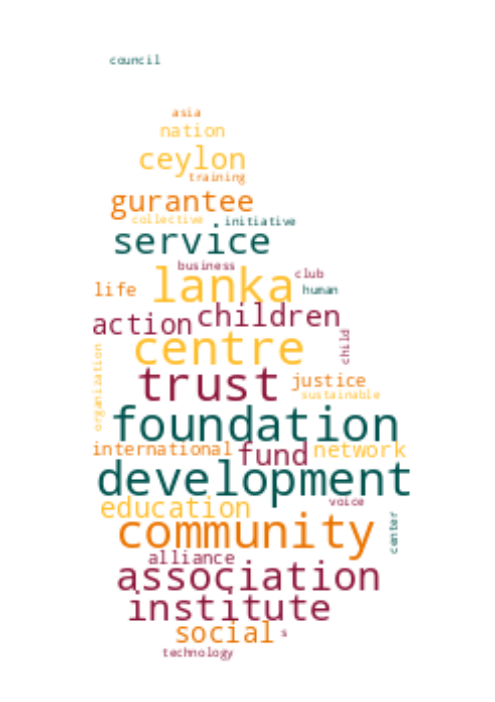 council
asia
nation
ceylon
training
gurantee
collective initiative
service
business
club
life lanka human
action children
centre
child
organization
trust justice
sustainable
foundation
international fund network
development
voice
education
community
center
alliance
association
institute
social s
technology